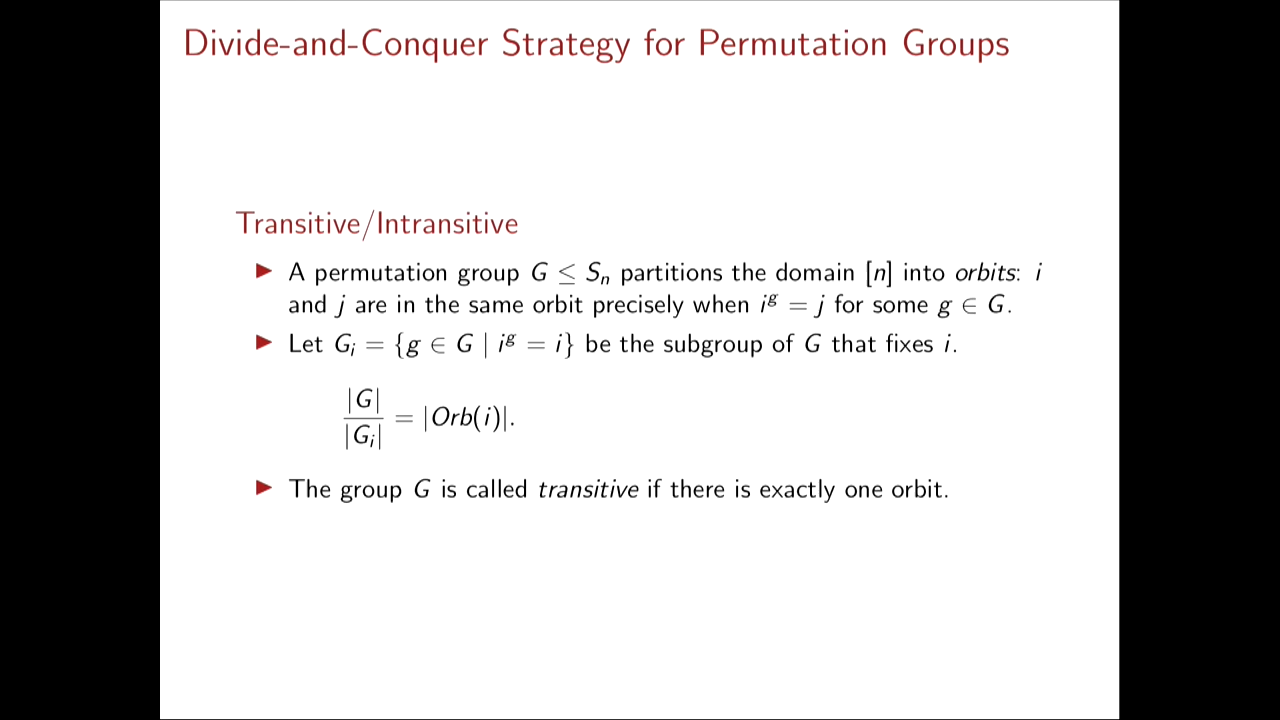 Divide-and-Conquer Strategy for Permutation Groups
Transitive/Intransitive
▶ A permutation group G ≤ Sₙ partitions the domain [n] into orbits: i
and j are in the same orbit precisely when iᵍ = j for some g ∈ G.
▶ Let Gᵢ = {g ∈ G | iᵍ = i} be the subgroup of G that fixes i.
|G|
|Gᵢ| = |Orb(i)|.
▶ The group G is called transitive if there is exactly one orbit.